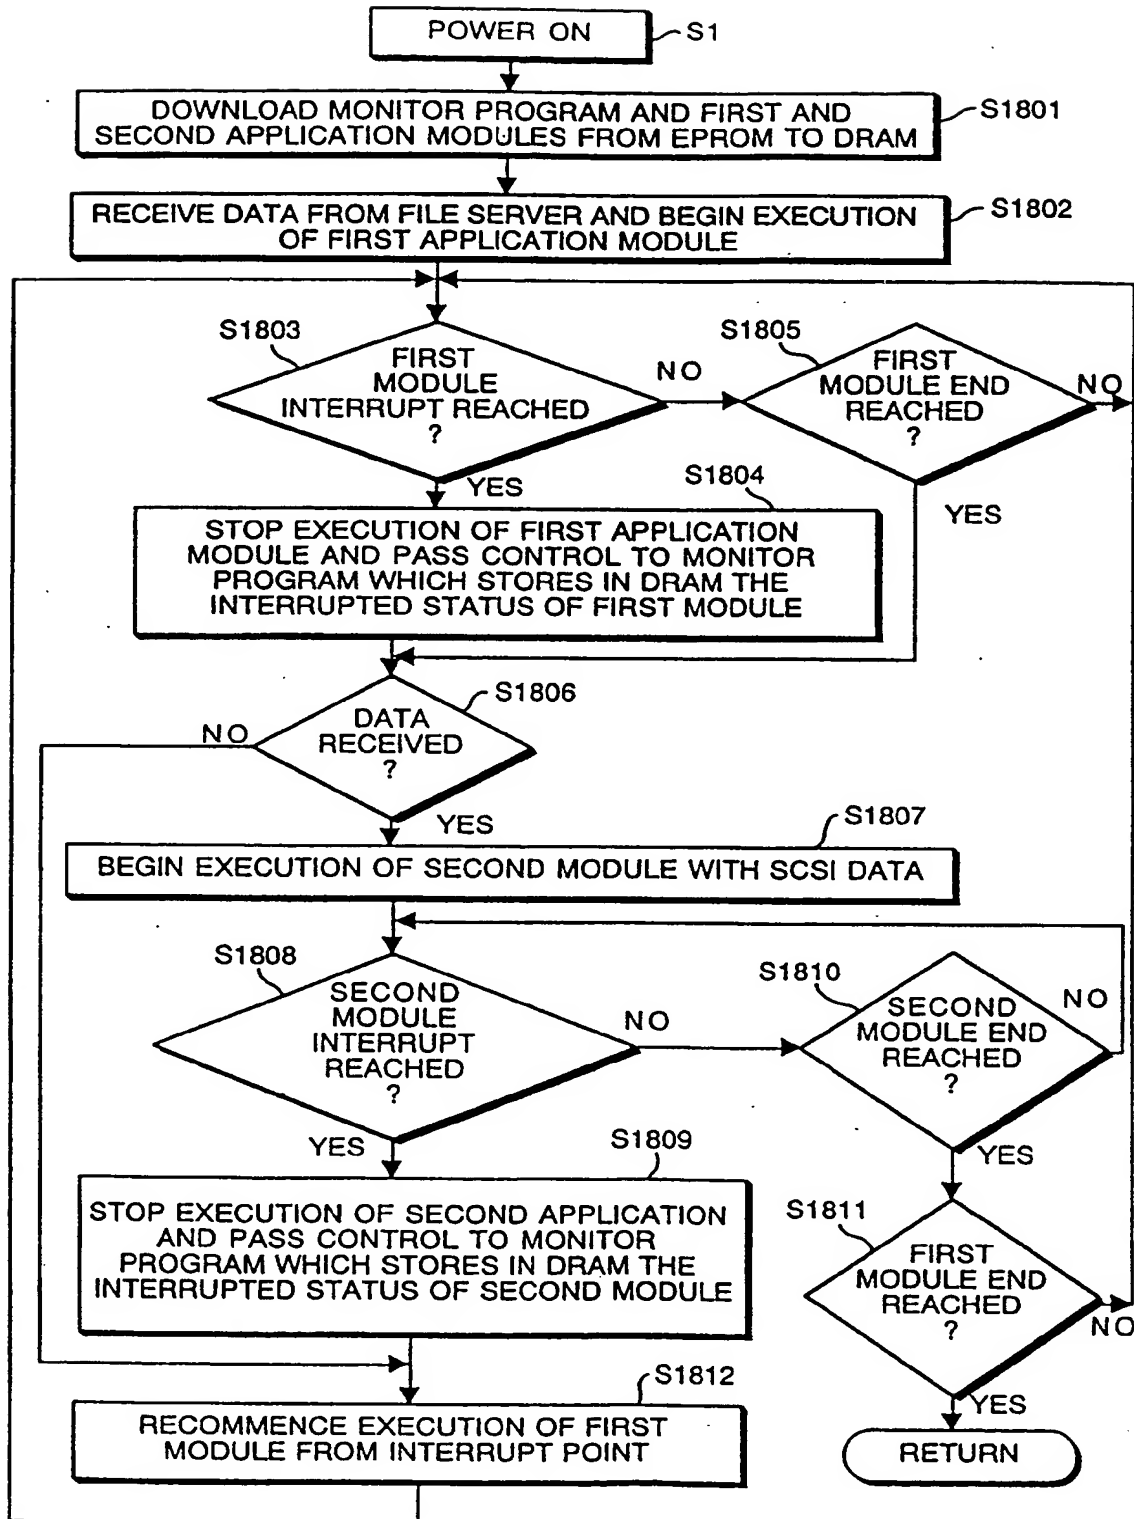 POWER ON
S1
DOWNLOAD MONITOR PROGRAM AND FIRST AND
SECOND APPLICATION MODULES FROM EPROM TO DRAM
S1801
RECEIVE DATA FROM FILE SERVER AND BEGIN EXECUTION
OF FIRST APPLICATION MODULE
S1802
S1803
FIRST
MODULE
INTERRUPT REACHED
?
NO
YES
S1805
FIRST
MODULE END
REACHED
?
NO
YES
S1804
STOP EXECUTION OF FIRST APPLICATION
MODULE AND PASS CONTROL TO MONITOR
PROGRAM WHICH STORES IN DRAM THE
INTERRUPTED STATUS OF FIRST MODULE
S1806
DATA
RECEIVED
?
NO
YES
S1807
BEGIN EXECUTION OF SECOND MODULE WITH SCSI DATA
S1808
SECOND
MODULE
INTERRUPT
REACHED
?
NO
YES
S1810
SECOND
MODULE END
REACHED
?
NO
YES
S1809
STOP EXECUTION OF SECOND APPLICATION
AND PASS CONTROL TO MONITOR
PROGRAM WHICH STORES IN DRAM THE
INTERRUPTED STATUS OF SECOND MODULE
S1811
FIRST
MODULE END
REACHED
?
NO
YES
S1812
RECOMMENCE EXECUTION OF FIRST
MODULE FROM INTERRUPT POINT
RETURN